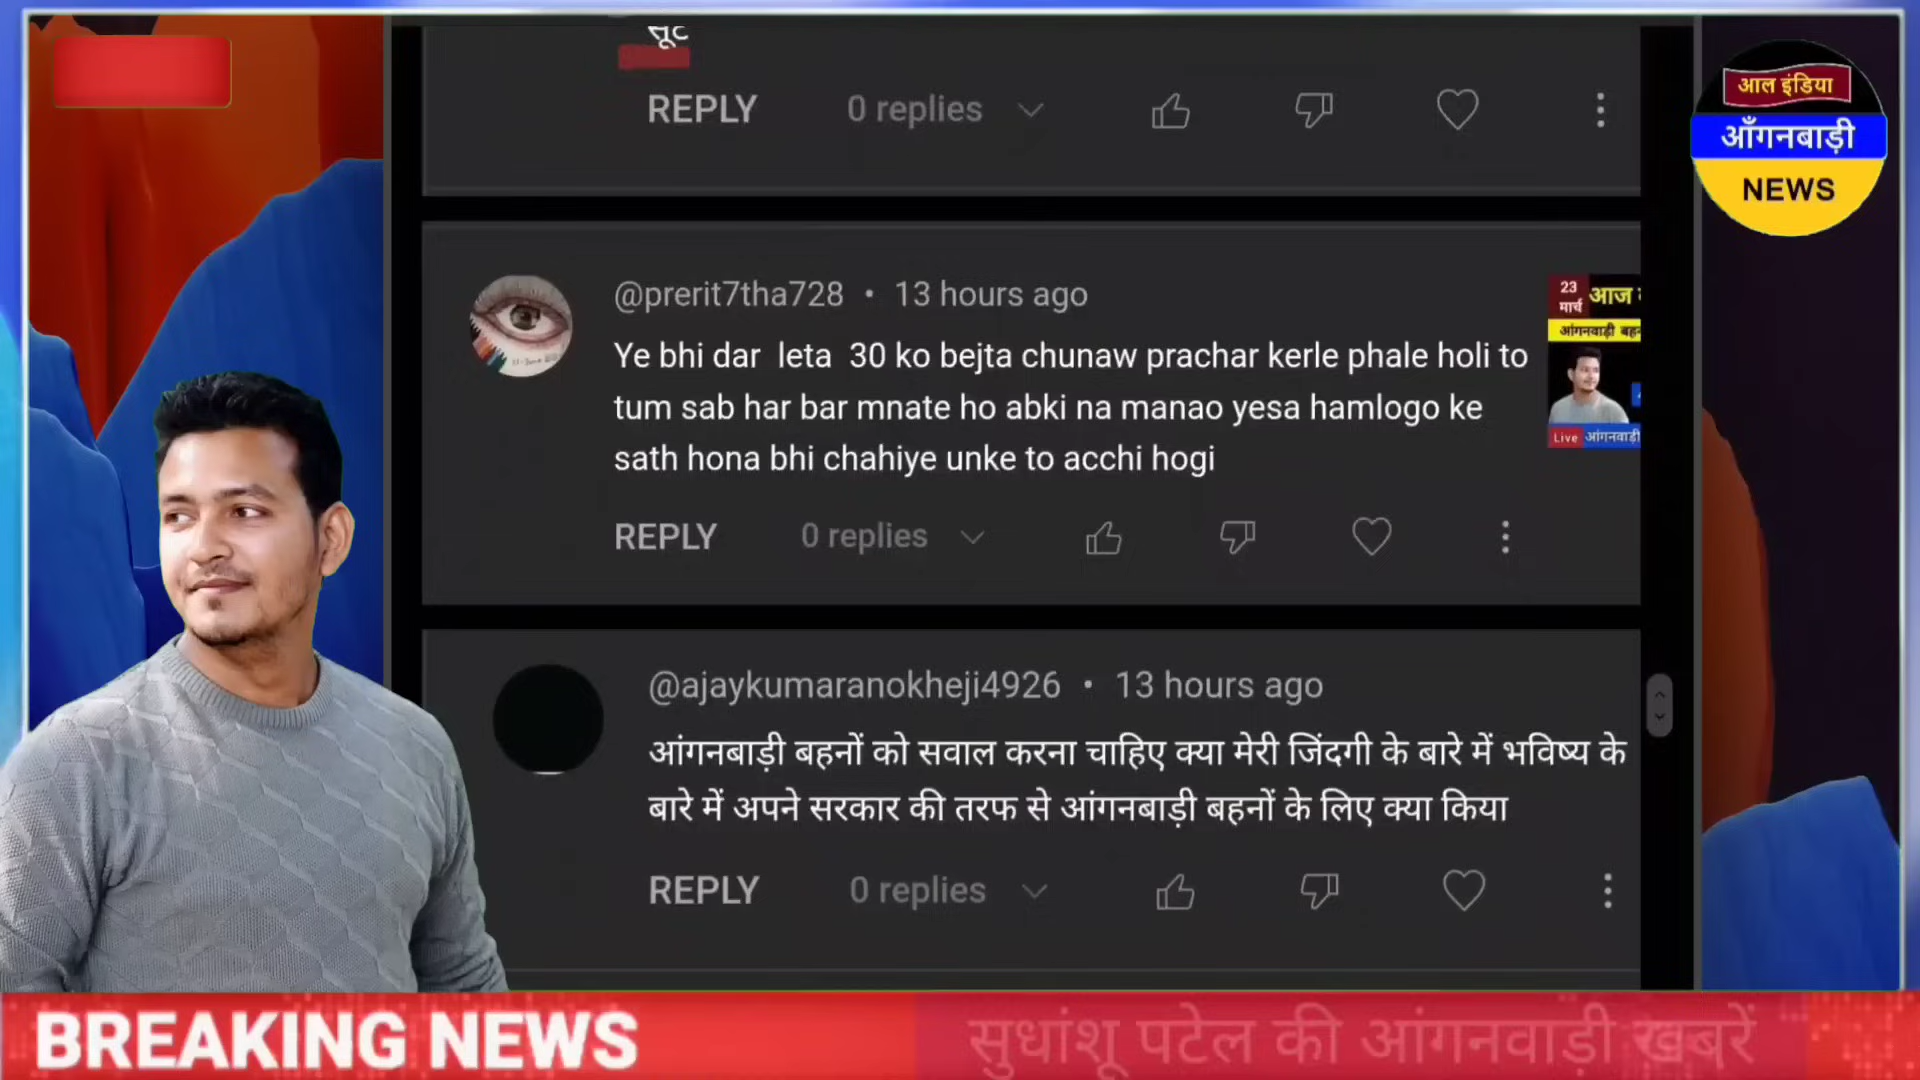 सूट
REPLY 0 replies
आल इंडिया
आँगनबाड़ी
NEWS
@prerit7tha728 • 13 hours ago
Ye bhi dar leta 30 ko bejta chunaw prachar kerle phale holi to
tum sab har bar mnate ho abki na manao yesa hamlogo ke
sath hona bhi chahiye unke to acchi hogi
23 मार्च आज
आंगनवाड़ी बहन
Live आंगनवाड़ी
REPLY 0 replies
@ajaykumaranokheji4926 • 13 hours ago
आंगनबाड़ी बहनों को सवाल करना चाहिए क्या मेरी जिंदगी के बारे में भविष्य के
बारे में अपने सरकार की तरफ से आंगनबाड़ी बहनों के लिए क्या किया
REPLY 0 replies
BREAKING NEWS
सुधांशू पटेल की आंगनवाड़ी खबरें